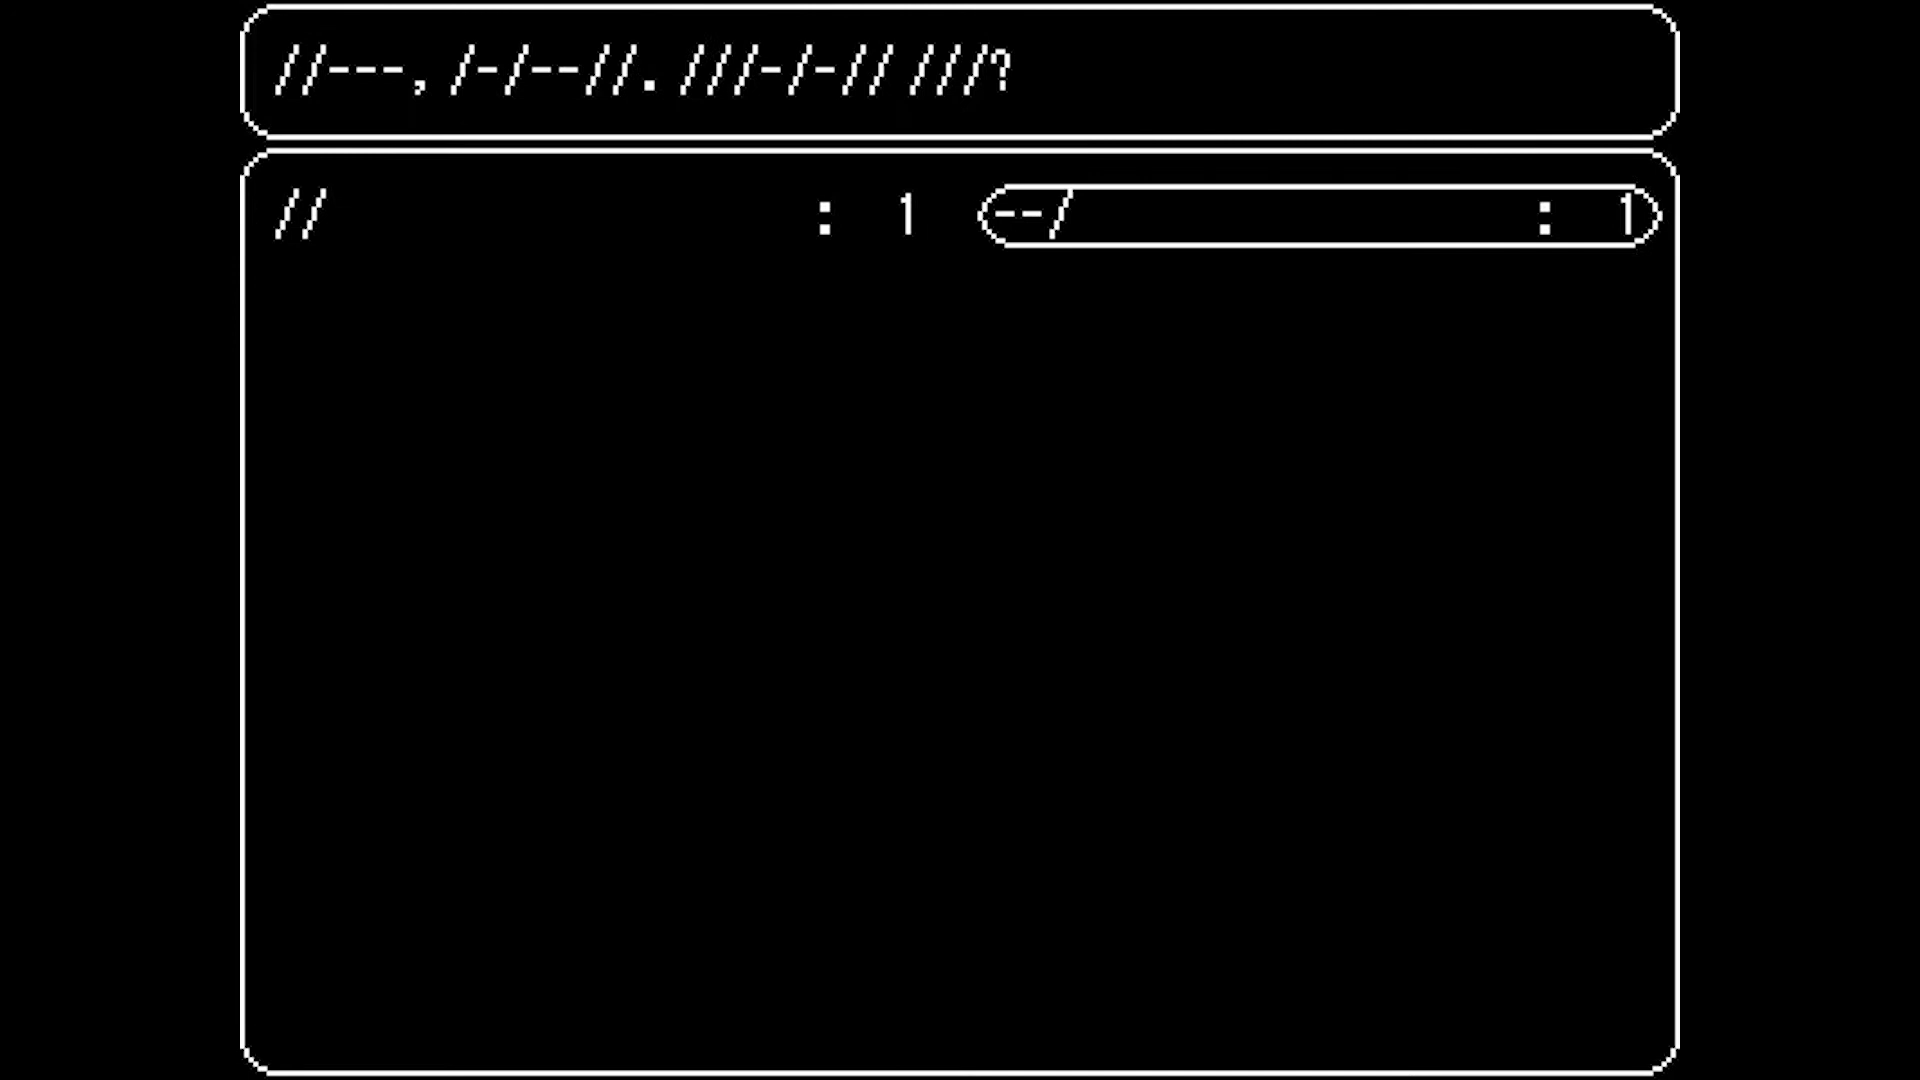 //---, /-/--//. ///-/-// ///?
// : 1 --/ : 1